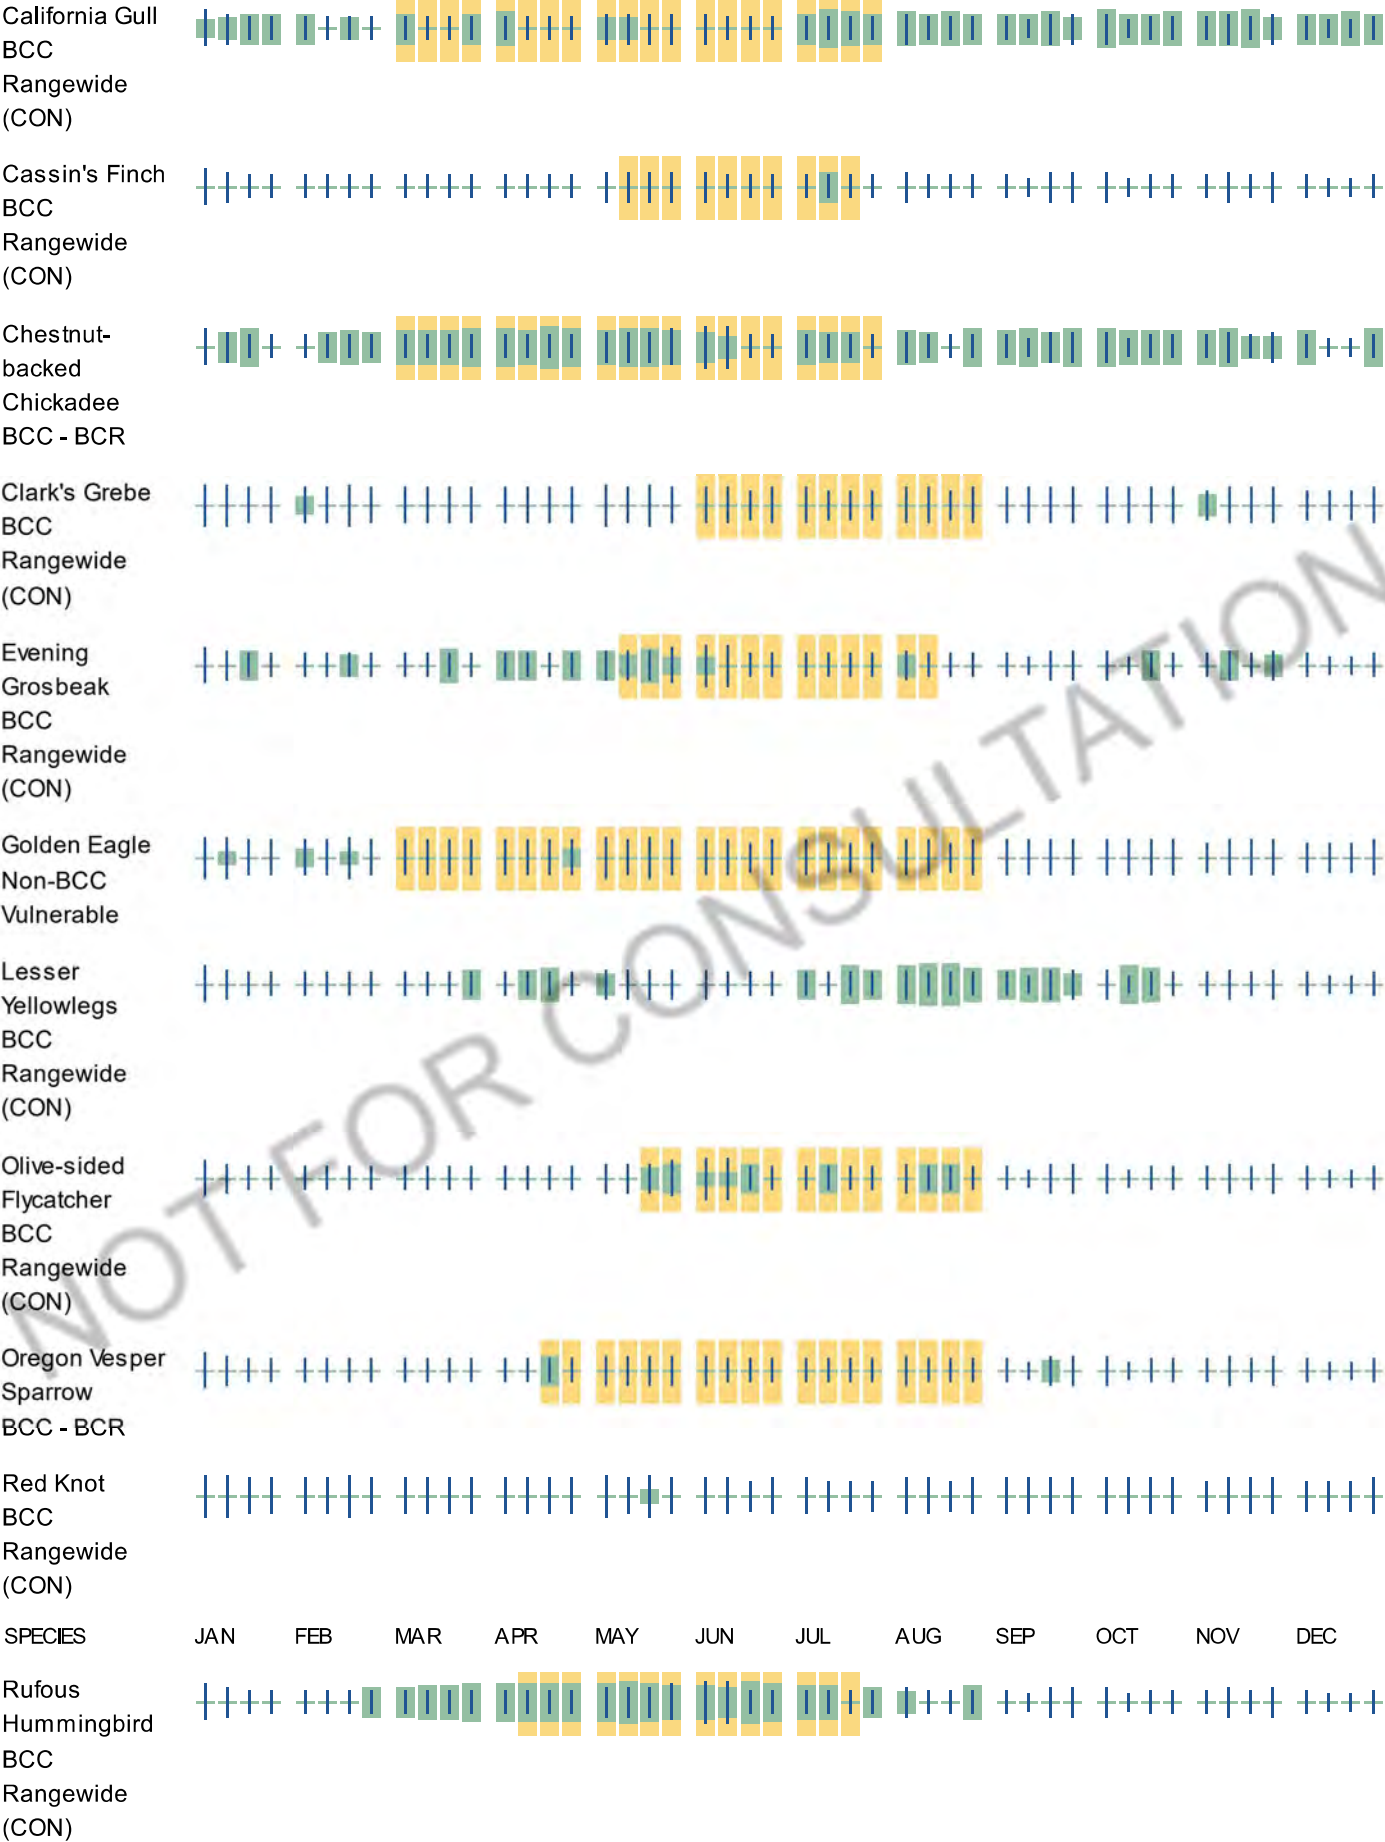 California Gull
BCC
Rangewide
(CON)
Cassin's Finch
BCC
Rangewide
(CON)
Chestnut-
backed
Chickadee
BCC - BCR
Clark's Grebe
BCC
Rangewide
(CON)
Evening
Grosbeak
BCC
Rangewide
(CON)
Golden Eagle
Non-BCC
Vulnerable
Lesser
Yellowlegs
BCC
Rangewide
(CON)
Olive-sided
Flycatcher
BCC
Rangewide
(CON)
Oregon Vesper
Sparrow
BCC - BCR
Red Knot
BCC
Rangewide
(CON)
SPECIES JAN FEB MAR APR MAY JUN JUL AUG SEP OCT NOV DEC
Rufous
Hummingbird
BCC
Rangewide
(CON)
NOT FOR CONSULTATION